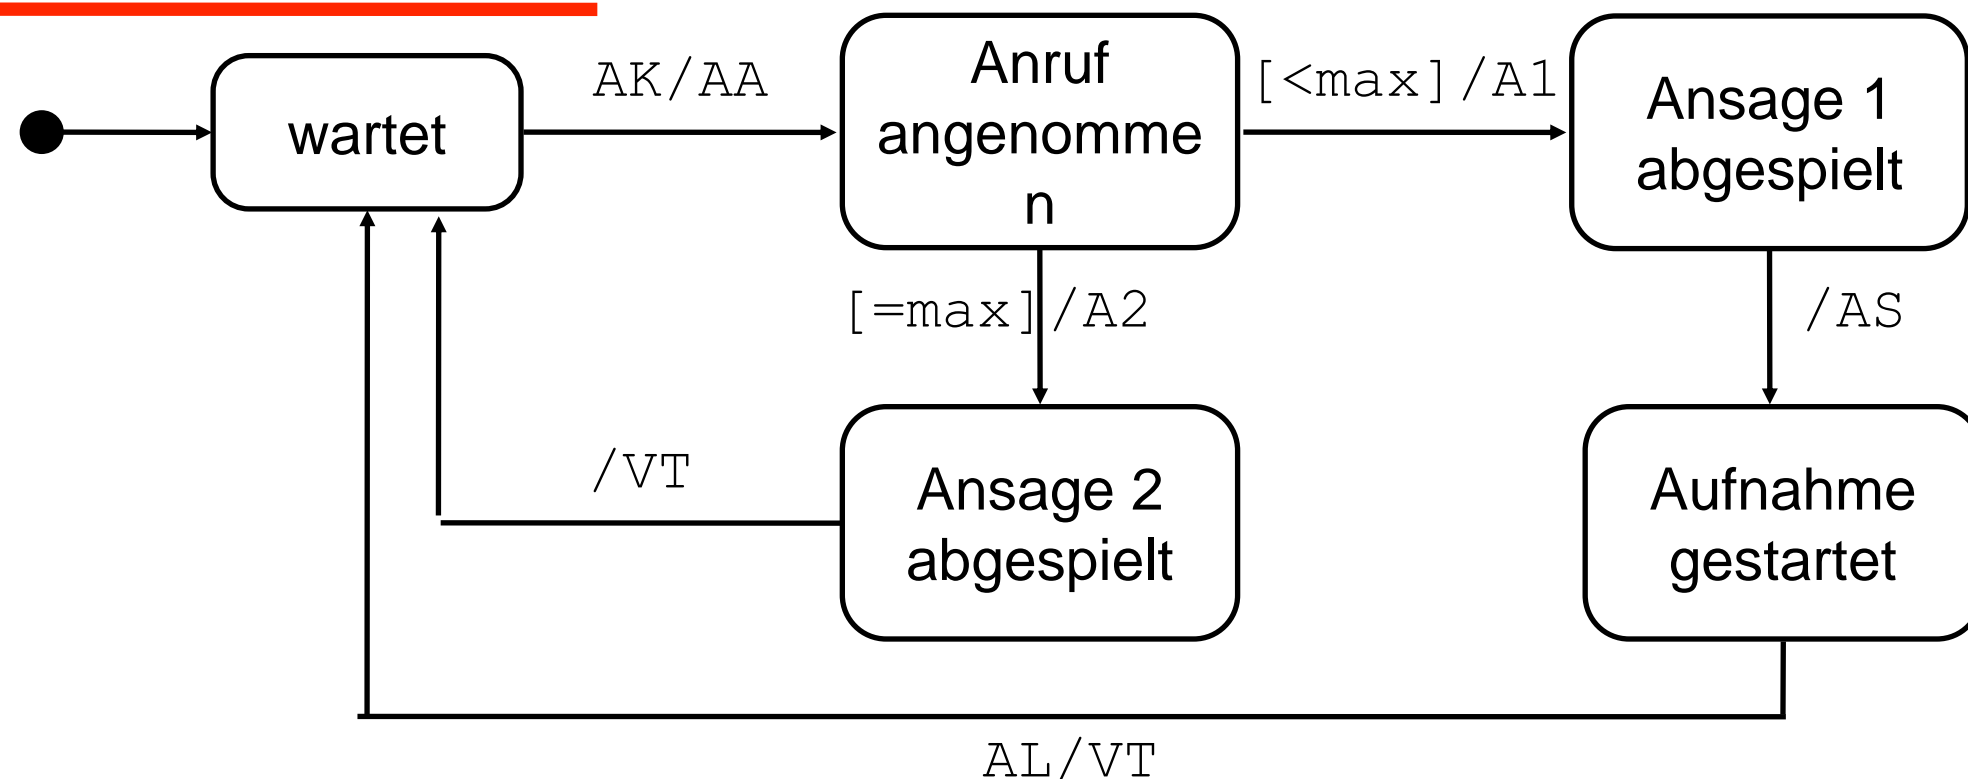 wartet
AK/AA
Anruf
angenomme
n
[<max]/A1
Ansage 1
abgespielt
[=max]/A2
/AS
/VT
Ansage 2
abgespielt
Aufnahme
gestartet
AL/VT